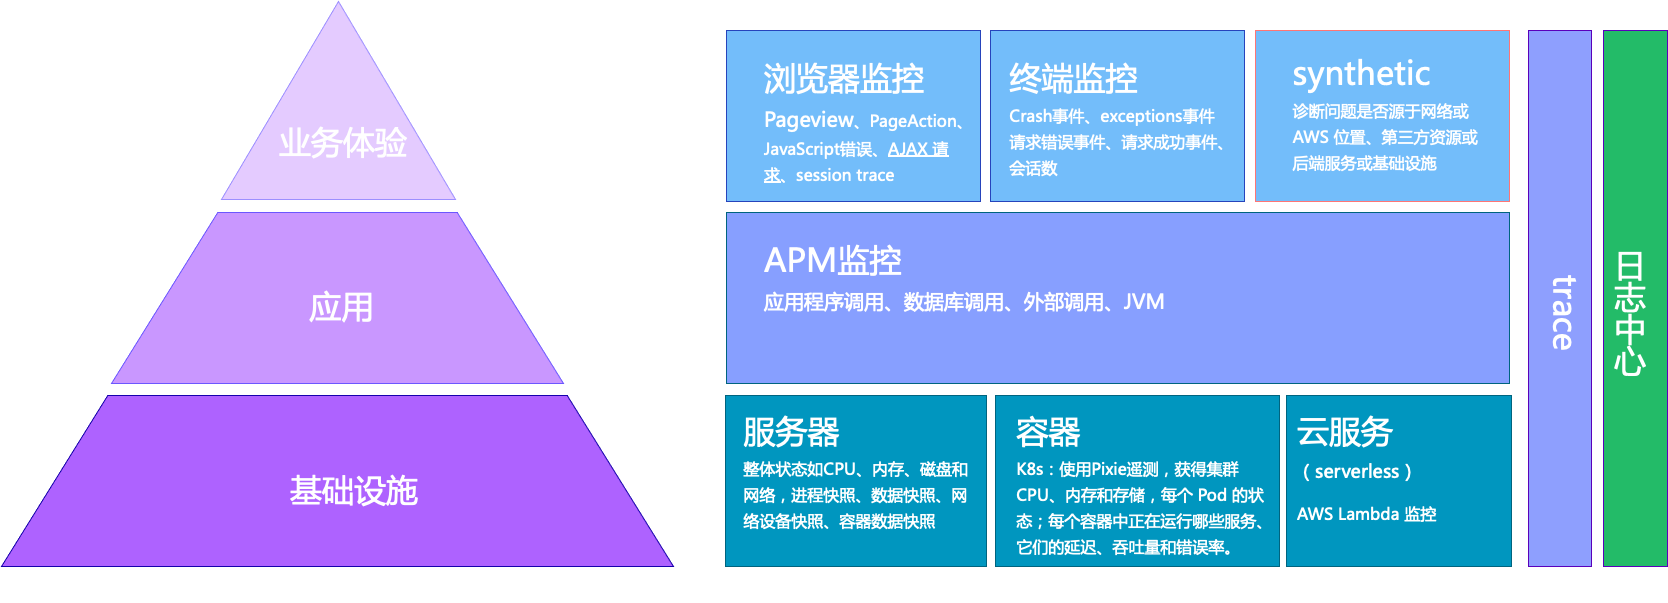 业务体验
应用
基础设施
浏览器监控
Pageview、PageAction、
JavaScript错误、AJAX 请
求、session trace
终端监控
Crash事件、exceptions事件
请求错误事件、请求成功事件、
会话数
synthetic
诊断问题是否源于网络或
AWS 位置、第三方资源或
后端服务或基础设施
APM监控
应用程序调用、数据库调用、外部调用、JVM
服务器
整体状态如CPU、内存、磁盘和
网络，进程快照、数据快照、网
络设备快照、容器数据快照
容器
K8s：使用Pixie遥测，获得集群
CPU、内存和存储，每个 Pod 的状
态；每个容器中正在运行哪些服务、
它们的延迟、吞吐量和错误率。
云服务
（serverless）
AWS Lambda 监控
trace
日志中心